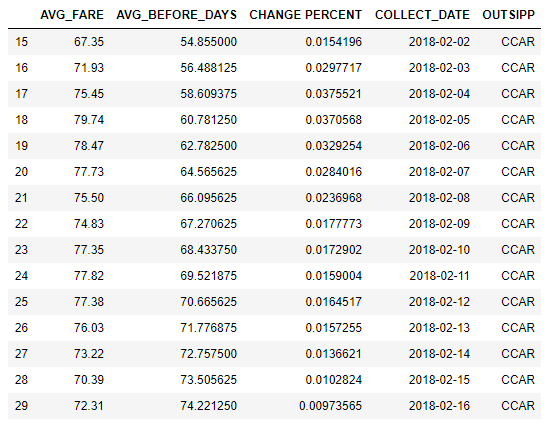 AVG_FARE AVG_BEFORE_DAYS CHANGE PERCENT COLLECT_DATE OUTSIPP
15 67.35 54.855000 0.0154196 2018-02-02 CCAR
16 71.93 56.488125 0.0297717 2018-02-03 CCAR
17 75.45 58.609375 0.0375521 2018-02-04 CCAR
18 79.74 60.781250 0.0370568 2018-02-05 CCAR
19 78.47 62.782500 0.0329254 2018-02-06 CCAR
20 77.73 64.565625 0.0284016 2018-02-07 CCAR
21 75.50 66.095625 0.0236968 2018-02-08 CCAR
22 74.83 67.270625 0.0177773 2018-02-09 CCAR
23 77.35 68.433750 0.0172902 2018-02-10 CCAR
24 77.82 69.521875 0.0159004 2018-02-11 CCAR
25 77.38 70.665625 0.0164517 2018-02-12 CCAR
26 76.03 71.776875 0.0157255 2018-02-13 CCAR
27 73.22 72.757500 0.0136621 2018-02-14 CCAR
28 70.39 73.505625 0.0102824 2018-02-15 CCAR
29 72.31 74.221250 0.00973565 2018-02-16 CCAR